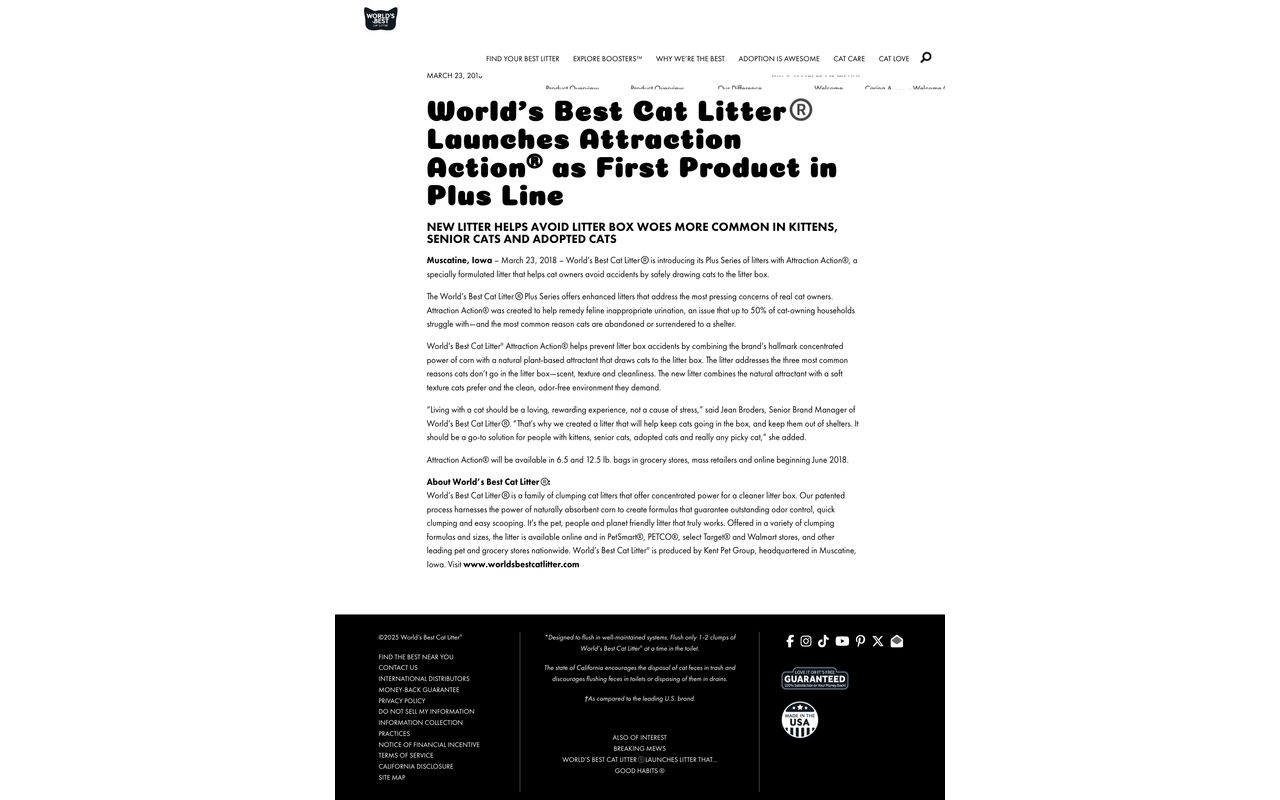 WORLD'S
BEST
CAT LITTER
FIND YOUR BEST LITTER EXPLORE BOOSTERS™ WHY WE'RE THE BEST ADOPTION IS AWESOME CAT CARE CAT LOVE
MARCH 23, 2018
Product Overview Product Overview Our Difference Welcome Caring A Welcome
World's Best Cat Litter®
Launches Attraction
Action® as First Product in
Plus Line
NEW LITTER HELPS AVOID LITTER BOX WOES MORE COMMON IN KITTENS,
SENIOR CATS AND ADOPTED CATS
Muscatine, Iowa – March 23, 2018 – World's Best Cat Litter® is introducing its Plus Series of litters with Attraction Action®, a
specially formulated litter that helps cat owners avoid accidents by safely drawing cats to the litter box.
The World's Best Cat Litter® Plus Series offers enhanced litters that address the most pressing concerns of real cat owners.
Attraction Action® was created to help remedy feline inappropriate urination, an issue that up to 50% of cat-owning households
struggle with—and the most common reason cats are abandoned or surrendered to a shelter.
World's Best Cat Litter® Attraction Action® helps prevent litter box accidents by combining the brand's hallmark concentrated
power of corn with a natural plant-based attractant that draws cats to the litter box. The litter addresses the three most common
reasons cats don't go in the litter box—scent, texture and cleanliness. The new litter combines the natural attractant with a soft
texture cats prefer and the clean, odor-free environment they demand.
"Living with a cat should be a loving, rewarding experience, not a cause of stress," said Jean Broders, Senior Brand Manager of
World's Best Cat Litter®. "That's why we created a litter that will help keep cats going in the box, and keep them out of shelters. It
should be a go-to solution for people with kittens, senior cats, adopted cats and really any picky cat," she added.
Attraction Action® will be available in 6.5 and 12.5 lb. bags in grocery stores, mass retailers and online beginning June 2018.
About World's Best Cat Litter®:
World's Best Cat Litter® is a family of clumping cat litters that offer concentrated power for a cleaner litter box. Our patented
process harnesses the power of naturally absorbent corn to create formulas that guarantee outstanding odor control, quick
clumping and easy scooping. It's the pet, people and planet friendly litter that truly works. Offered in a variety of clumping
formulas and sizes, the litter is available online and in PetSmart®, PETCO®, select Target® and Walmart stores, and other
leading pet and grocery stores nationwide. World's Best Cat Litter® is produced by Kent Pet Group, headquartered in Muscatine,
Iowa. Visit www.worldsbestcatlitter.com
©2025 World's Best Cat Litter®
FIND THE BEST NEAR YOU
CONTACT US
INTERNATIONAL DISTRIBUTORS
MONEY-BACK GUARANTEE
PRIVACY POLICY
DO NOT SELL MY INFORMATION
INFORMATION COLLECTION
PRACTICES
NOTICE OF FINANCIAL INCENTIVE
TERMS OF SERVICE
CALIFORNIA DISCLOSURE
SITE MAP
*Designed to flush in well-maintained systems. Flush only 1-2 clumps of
World's Best Cat Litter® at a time in the toilet.
The state of California encourages the disposal of cat feces in trash and
discourages flushing feces in toilets or disposing of them in drains.
†As compared to the leading U.S. brand.
ALSO OF INTEREST
BREAKING MEWS
WORLD'S BEST CAT LITTER® LAUNCHES LITTER THAT...
GOOD HABITS ®
LOVE IT OR IT'S FREE
GUARANTEED
100% Satisfaction or Your Money Back!
MADE IN THE
USA